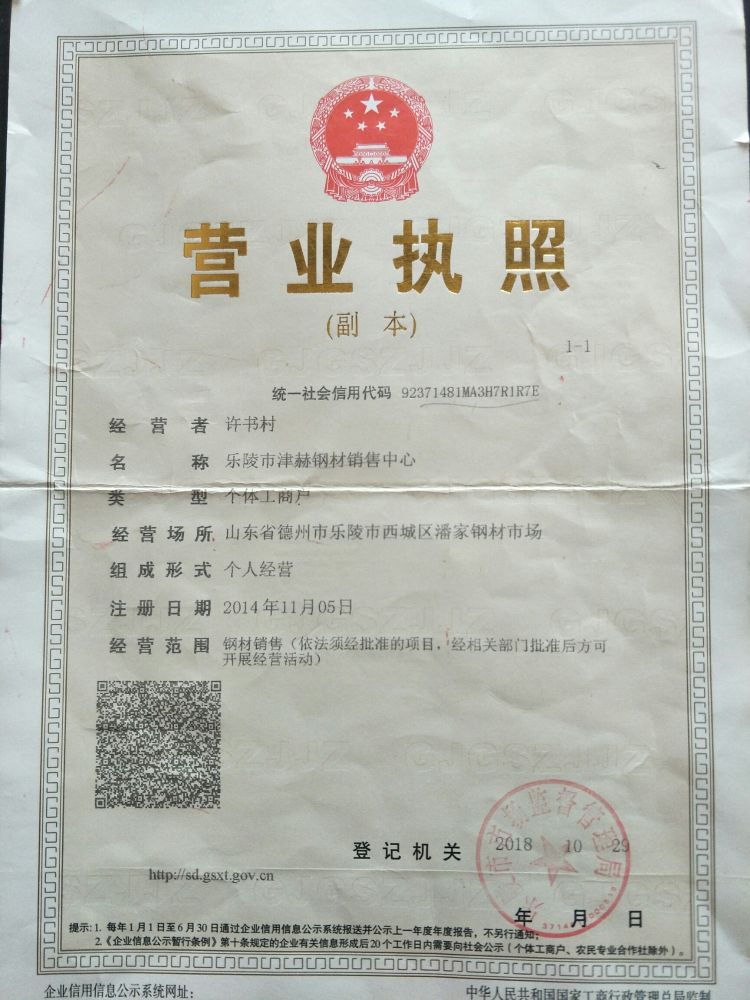 营业执照
(副 本)
1-1
统一社会信用代码 92371481MA3H7R1R7E
经营者 许书村
名称 乐陵市津赫钢材销售中心
类型 个体工商户
经营场所 山东省德州市乐陵市西城区潘家钢材市场
组成形式 个人经营
注册日期 2014年11月05日
经营范围 钢材销售（依法须经批准的项目，经相关部门批准后方可
开展经营活动）
登记机关
市场监督管理局
2018 10 29
年 月 日
http://sd.gsxt.gov.cn
提示: 1. 每年1月1日至6月30日通过企业信用信息公示系统报送并公示上一年度年度报告，不另行通知;
2.《企业信息公示暂行条例》第十条规定的企业有关信息形成后20个工作日内需要向社会公示（个体工商户、农民专业合作社除外）。
企业信用信息公示系统网址:
中华人民共和国国家工商行政管理总局监制